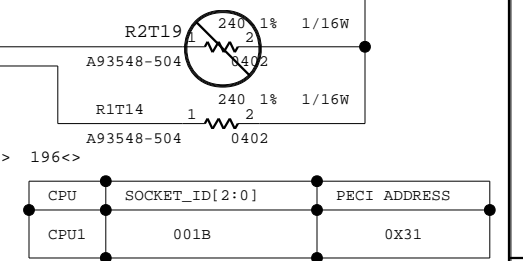 R2T19 240 1% 1/16W
1 2
A93548-504 0402
240 1% 1/16W
R1T14 1 2
A93548-504 0402
> 196<>
CPU SOCKET_ID[2:0] PECI ADDRESS
CPU1 001B 0X31